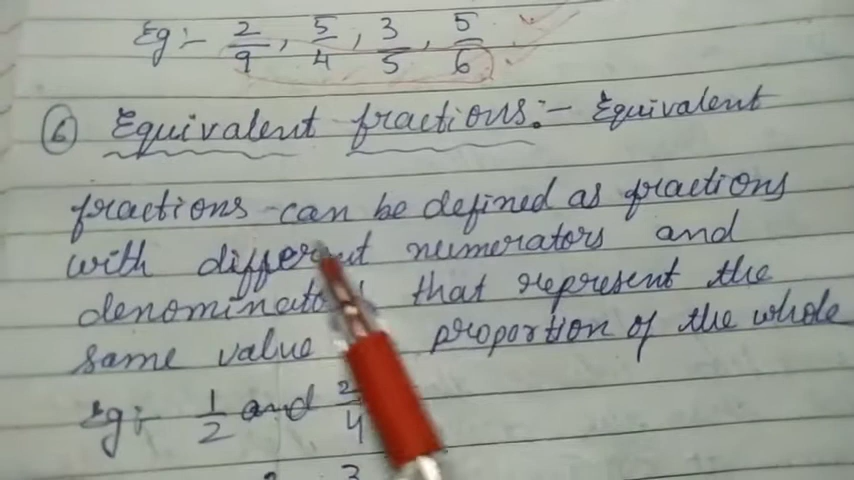 Eg:- 2/9, 5/4, 3/5, 5/6
⑥ Equivalent fractions:- Equivalent
fractions can be defined as fractions
with different numerators and
that represent the
same value proportion of the whole
Eg:- 1/2 and 2/4
3